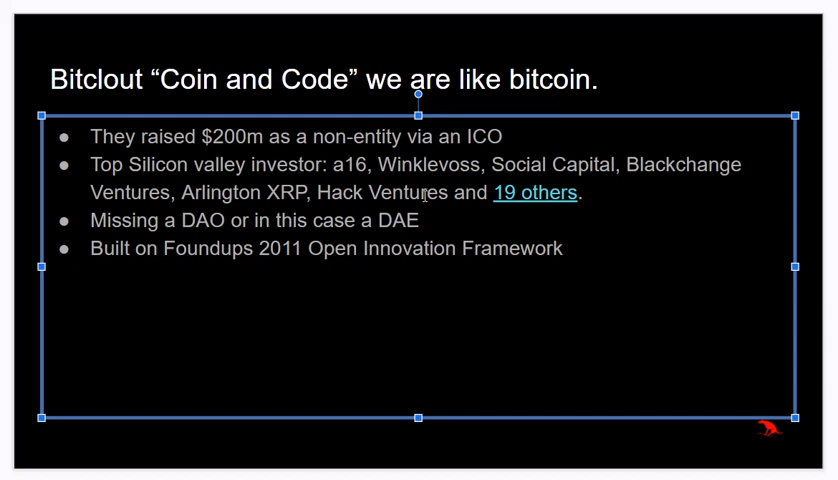 Bitclout “Coin and Code” we are like bitcoin.
● They raised $200m as a non-entity via an ICO
● Top Silicon valley investor: a16, Winklevoss, Social Capital, Blackchange
Ventures, Arlington XRP, Hack Ventures and 19 others.
● Missing a DAO or in this case a DAE
● Built on Foundups 2011 Open Innovation Framework